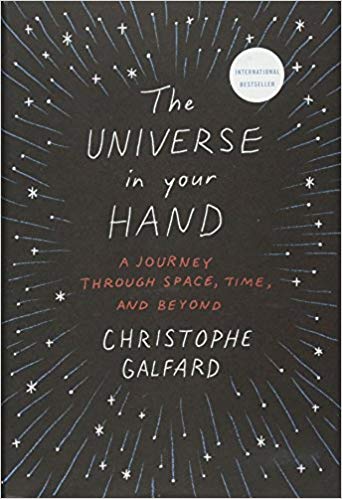 INTERNATIONAL
BESTSELLER
The
UNIVERSE
in your
HAND
A JOURNEY
THROUGH SPACE, TIME,
AND BEYOND
CHRISTOPHE
GALFARD